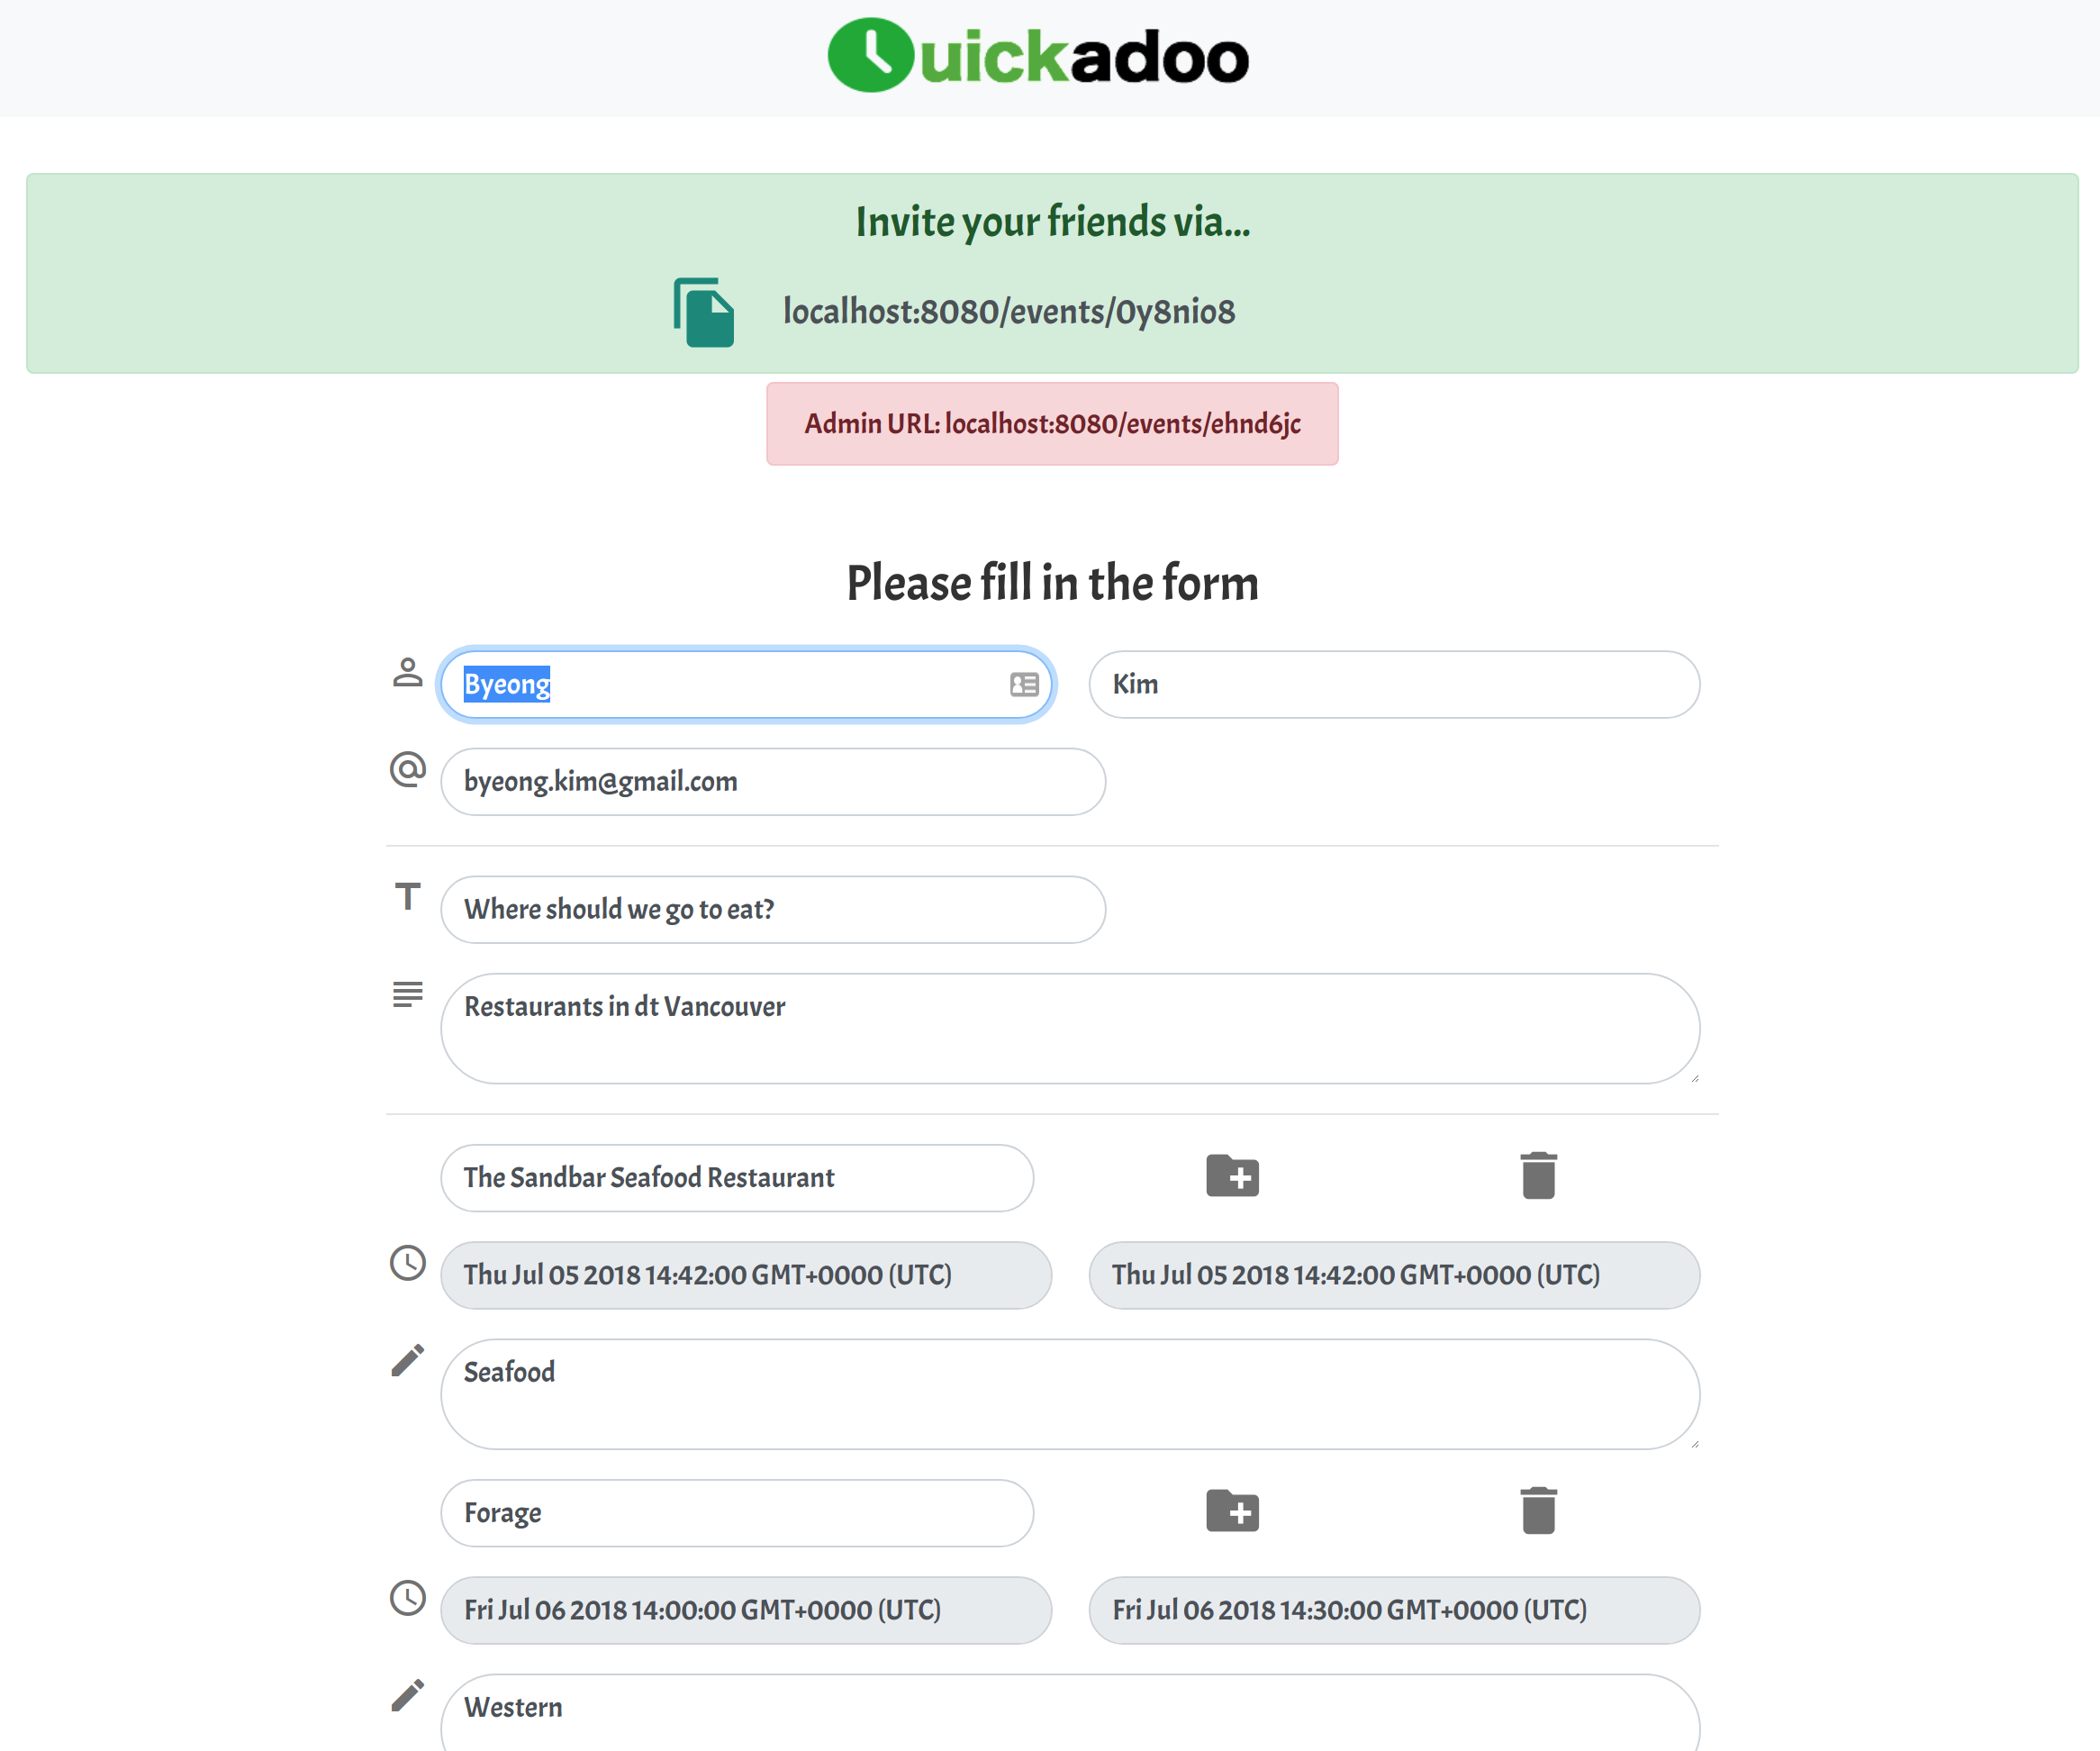 Quickadoo
Invite your friends via...
localhost:8080/events/0y8nio8
Admin URL: localhost:8080/events/ehnd6jc
Please fill in the form
Byeong Kim
byeong.kim@gmail.com
Where should we go to eat?
Restaurants in dt Vancouver
The Sandbar Seafood Restaurant
Thu Jul 05 2018 14:42:00 GMT+0000 (UTC) Thu Jul 05 2018 14:42:00 GMT+0000 (UTC)
Seafood
Forage
Fri Jul 06 2018 14:00:00 GMT+0000 (UTC) Fri Jul 06 2018 14:30:00 GMT+0000 (UTC)
Western